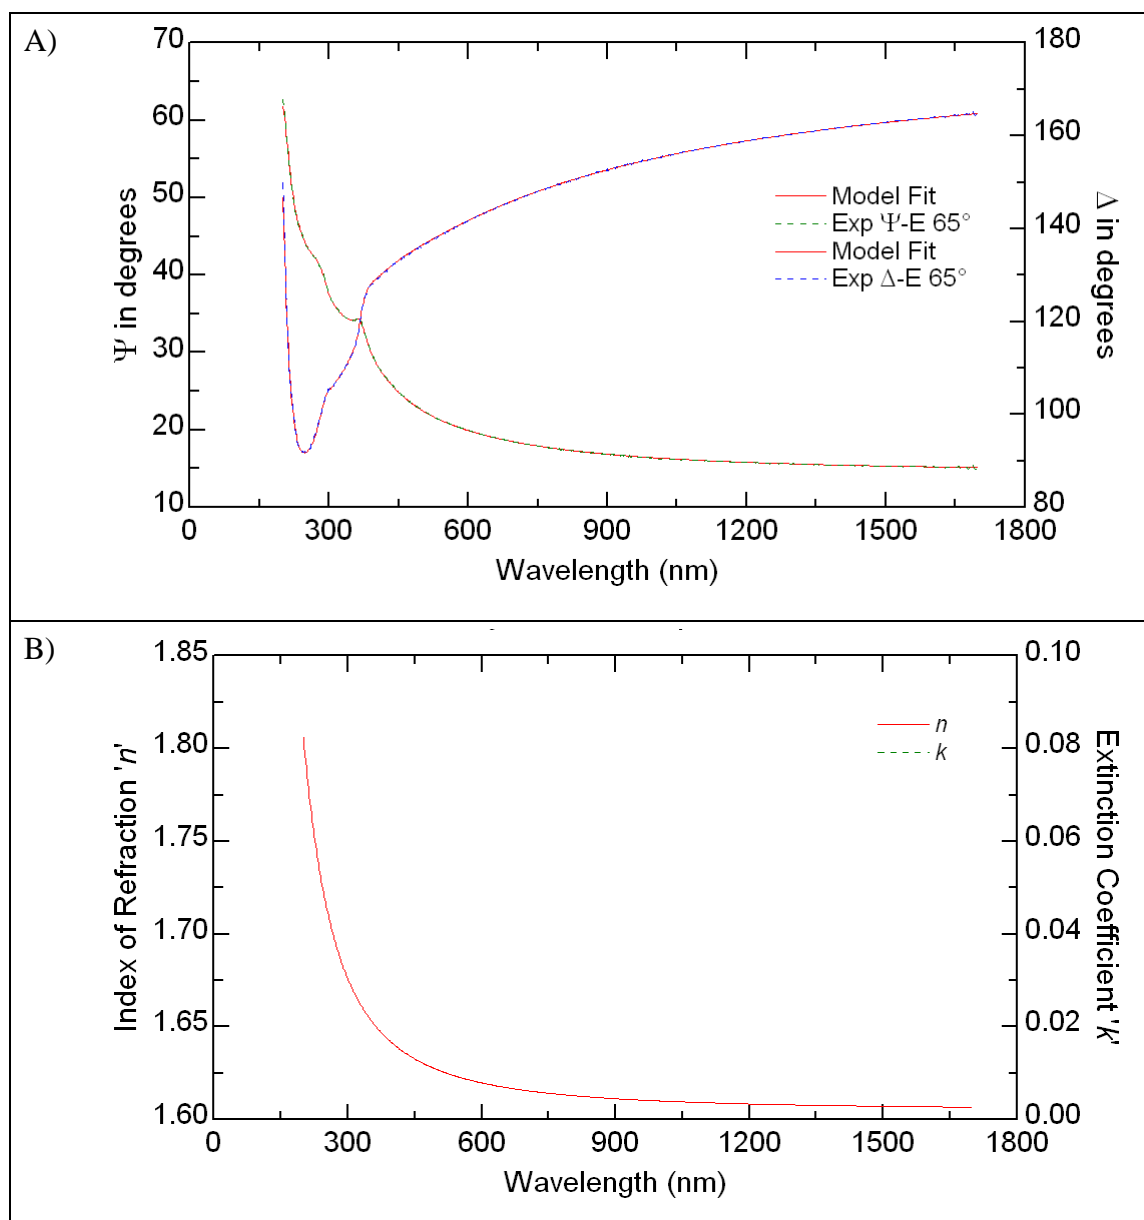 A)
70
60
50
40
30
20
10
Ψ in degrees
180
160
140
120
100
80
Δ in degrees
Model Fit
Exp Ψ-E 65°
Model Fit
Exp Δ-E 65°
0 300 600 900 1200 1500 1800
Wavelength (nm)
B)
1.85
1.80
1.75
1.70
1.65
1.60
Index of Refraction 'n'
0.10
0.08
0.06
0.04
0.02
0.00
Extinction Coefficient 'k'
n
k
0 300 600 900 1200 1500 1800
Wavelength (nm)